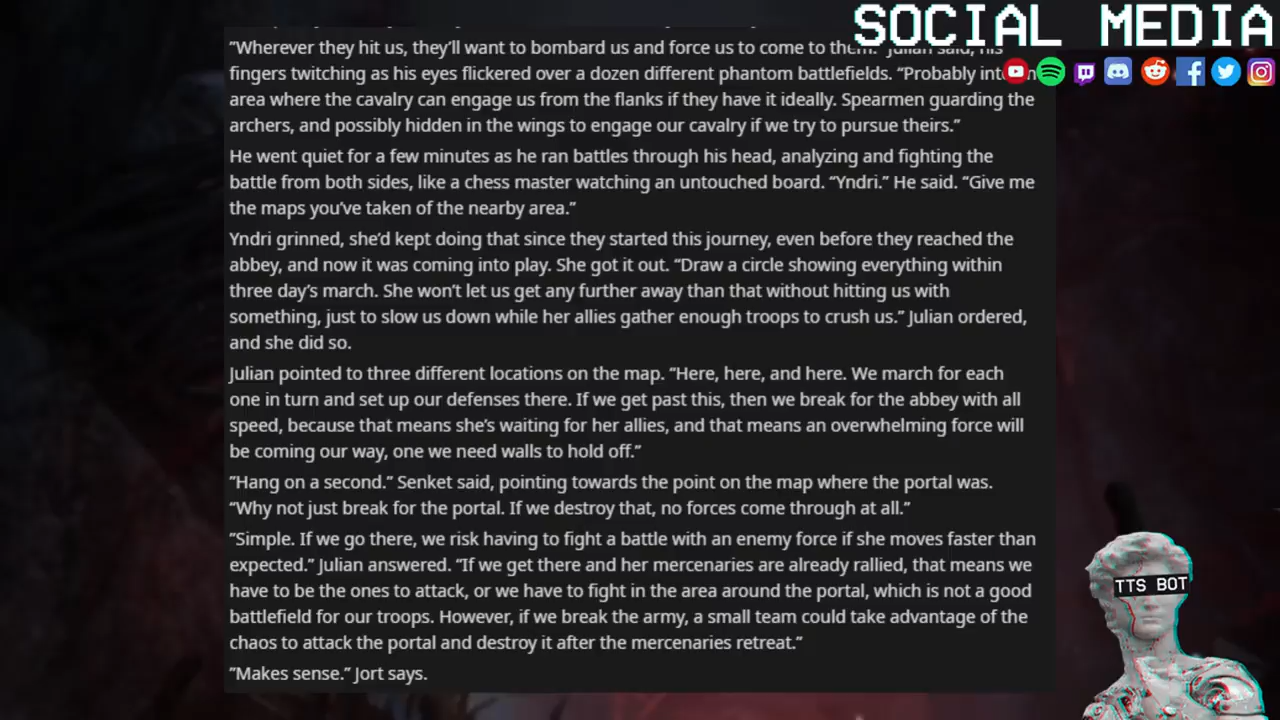 SOCIAL MEDIA
"Wherever they hit us, they'll want to bombard us and force us to come to them." Julian said, his
fingers twitching as his eyes flickered over a dozen different phantom battlefields. “Probably into an
area where the cavalry can engage us from the flanks if they have it ideally. Spearmen guarding the
archers, and possibly hidden in the wings to engage our cavalry if we try to pursue theirs.”
He went quiet for a few minutes as he ran battles through his head, analyzing and fighting the
battle from both sides, like a chess master watching an untouched board. “Yndri.” He said. “Give me
the maps you’ve taken of the nearby area.”
Yndri grinned, she’d kept doing that since they started this journey, even before they reached the
abbey, and now it was coming into play. She got it out. “Draw a circle showing everything within
three day’s march. She won’t let us get any further away than that without hitting us with
something, just to slow us down while her allies gather enough troops to crush us.” Julian ordered,
and she did so.
Julian pointed to three different locations on the map. “Here, here, and here. We march for each
one in turn and set up our defenses there. If we get past this, then we break for the abbey with all
speed, because that means she’s waiting for her allies, and that means an overwhelming force will
be coming our way, one we need walls to hold off.”
“Hang on a second.” Senket said, pointing towards the point on the map where the portal was.
“Why not just break for the portal. If we destroy that, no forces come through at all.”
“Simple. If we go there, we risk having to fight a battle with an enemy force if she moves faster than
expected.” Julian answered. “If we get there and her mercenaries are already rallied, that means we
have to be the ones to attack, or we have to fight in the area around the portal, which is not a good
battlefield for our troops. However, if we break the army, a small team could take advantage of the
chaos to attack the portal and destroy it after the mercenaries retreat.”
“Makes sense.” Jort says.
TTS BOT